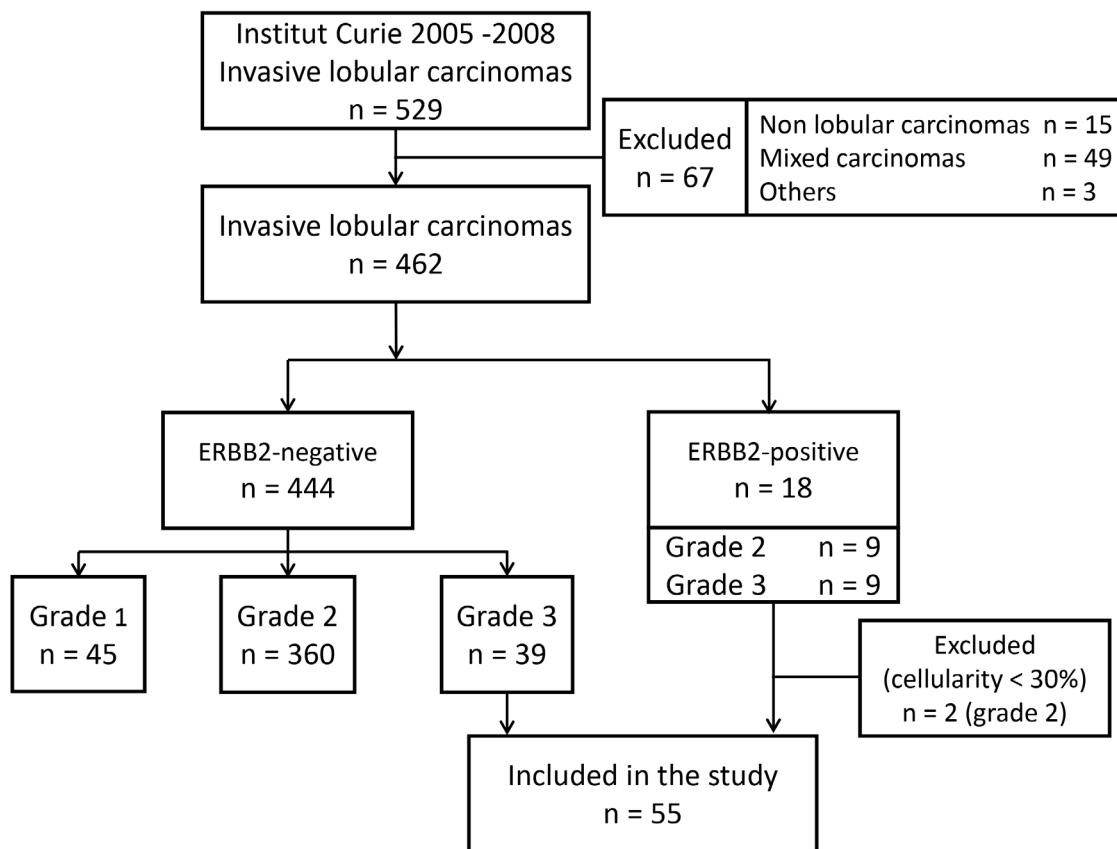 Institut Curie 2005 -2008
Invasive lobular carcinomas
n = 529
Excluded
n = 67
Non lobular carcinomas n = 15
Mixed carcinomas n = 49
Others n = 3
Invasive lobular carcinomas
n = 462
ERBB2-negative
n = 444
ERBB2-positive
n = 18
Grade 2 n = 9
Grade 3 n = 9
Grade 1
n = 45
Grade 2
n = 360
Grade 3
n = 39
Excluded
(cellularity < 30%)
n = 2 (grade 2)
Included in the study
n = 55